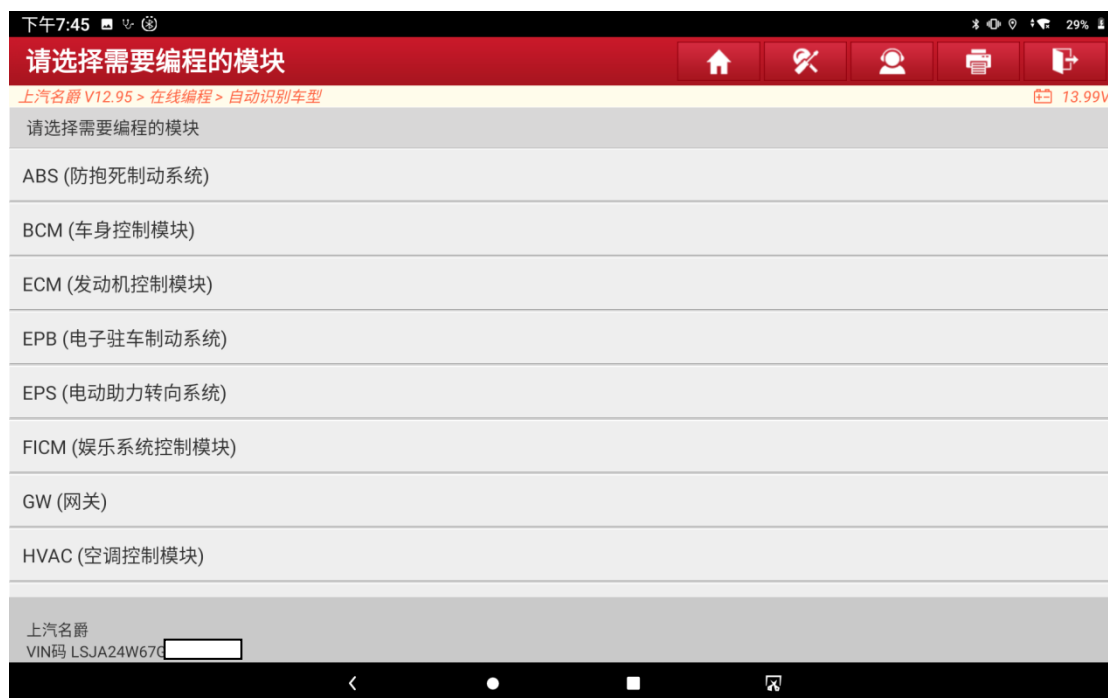 下午7:45
29%
请选择需要编程的模块
上汽名爵 V12.95 > 在线编程 > 自动识别车型
13.99V
请选择需要编程的模块
ABS (防抱死制动系统)
BCM (车身控制模块)
ECM (发动机控制模块)
EPB (电子驻车制动系统)
EPS (电动助力转向系统)
FICM (娱乐系统控制模块)
GW (网关)
HVAC (空调控制模块)
上汽名爵
VIN码 LSJA24W67G